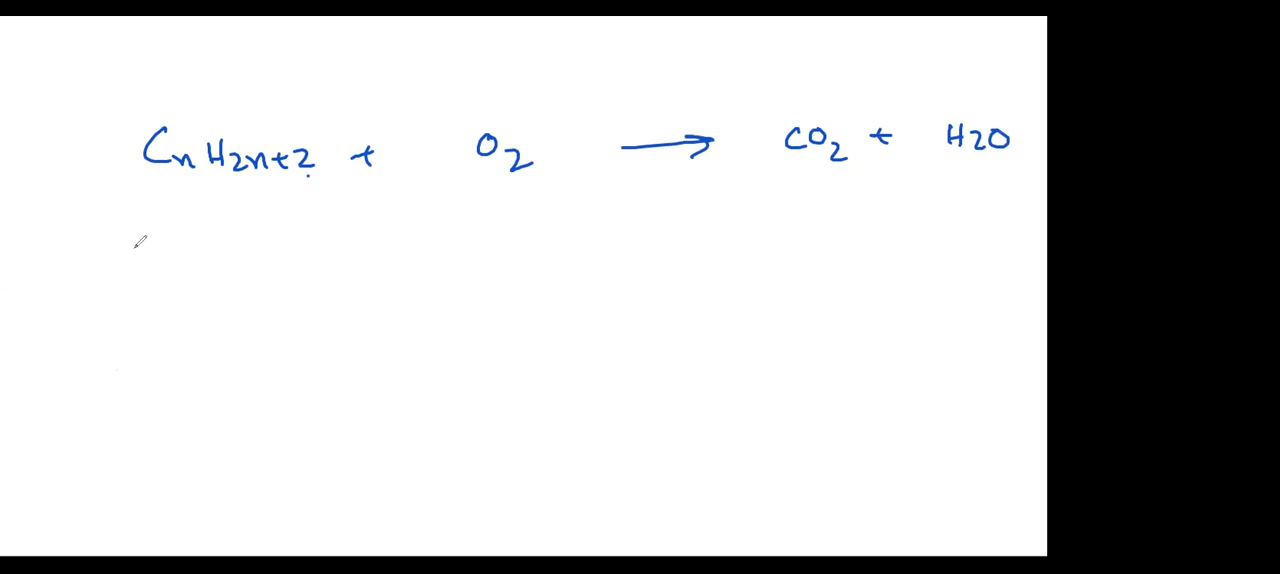 CnH2n+2 + O2 → CO2 + H2O